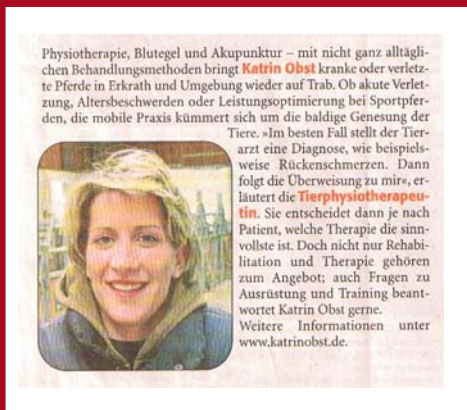 Physiotherapie, Blutegel und Akupunktur – mit nicht ganz alltägli-
chen Behandlungsmethoden bringt Katrin Obst kranke oder verletz-
te Pferde in Erkrath und Umgebung wieder auf Trab. Ob akute Verlet-
zung, Altersbeschwerden oder Leistungsoptimierung bei Sportpfer-
den, die mobile Praxis kümmert sich um die baldige Genesung der
Tiere. »Im besten Fall stellt der Tier-
arzt eine Diagnose, wie beispiels-
weise Rückenschmerzen. Dann
folgt die Überweisung zu mir«, er-
läutert die Tierphysiotherapeu-
tin. Sie entscheidet dann je nach
Patient, welche Therapie die sinn-
vollste ist. Doch nicht nur Rehabi-
litation und Therapie gehören
zum Angebot; auch Fragen zu
Ausrüstung und Training beant-
wortet Katrin Obst gerne.
Weitere Informationen unter
www.katrinobst.de.